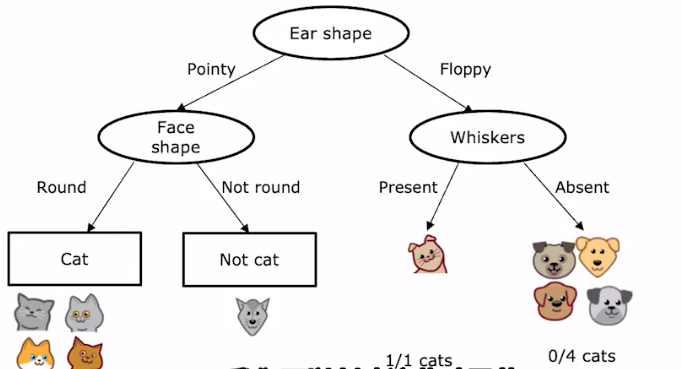 Ear shape
Pointy
Floppy
Face
shape
Whiskers
Round
Not round
Present
Absent
Cat
Not cat
1/1 cats
0/4 cats